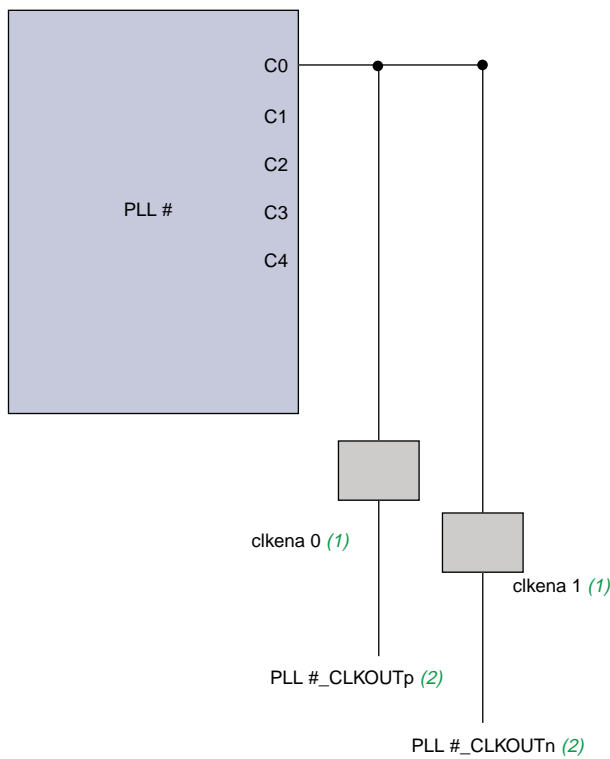 C0
C1
C2
PLL #
C3
C4
clkena 0 (1)
clkena 1 (1)
PLL #_CLKOUTp (2)
PLL #_CLKOUTn (2)